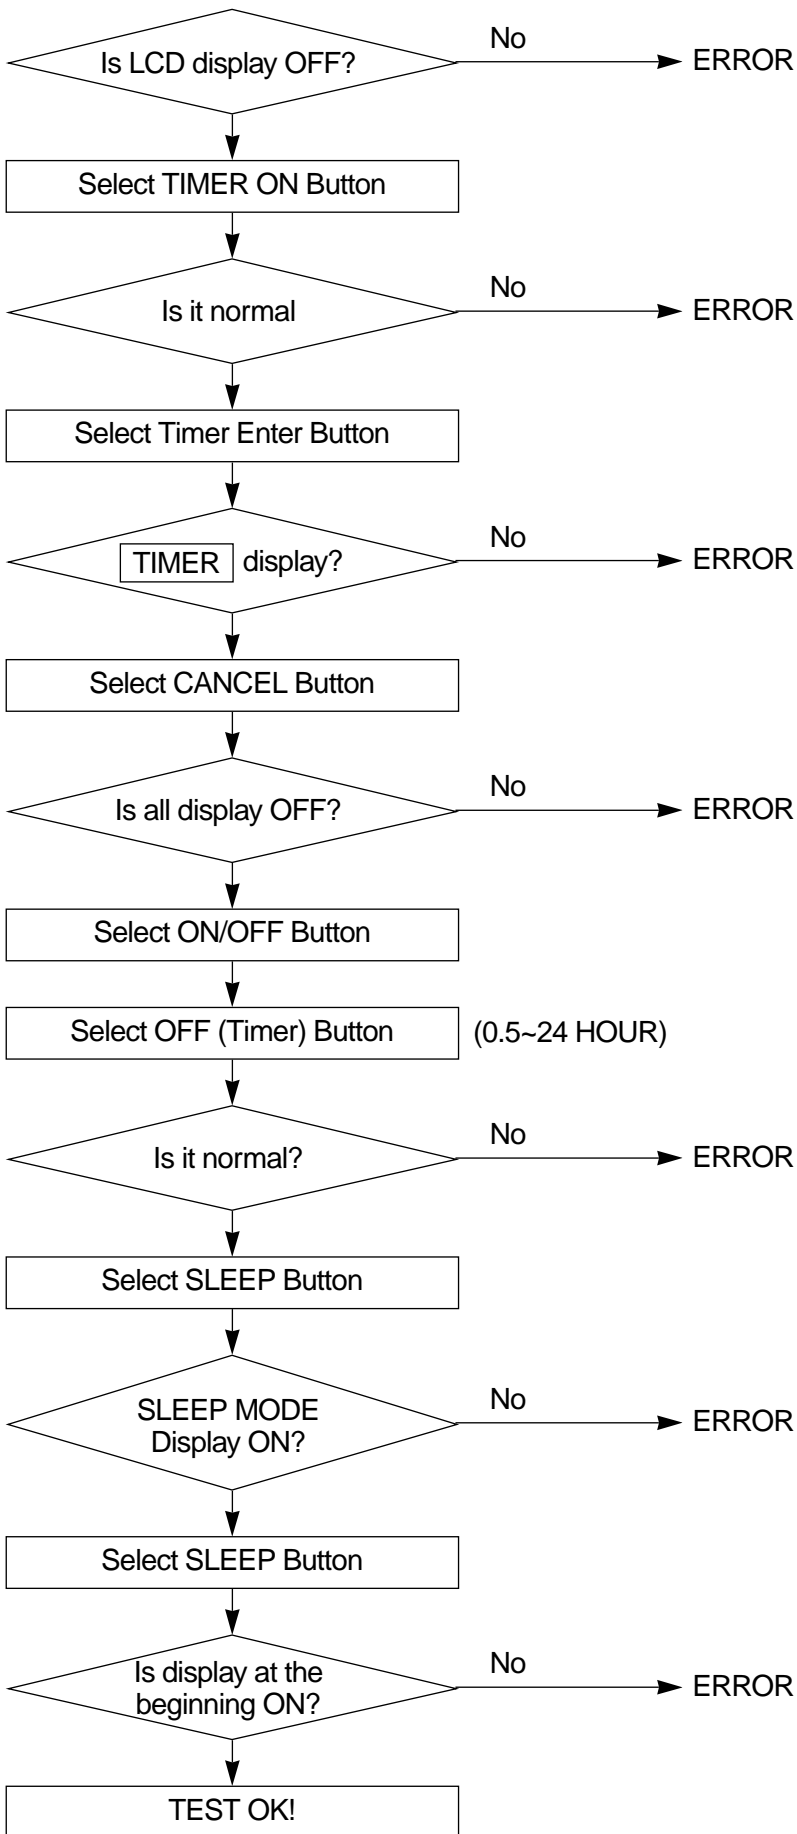 Is LCD display OFF?
No
ERROR
Select TIMER ON Button
Is it normal
No
ERROR
Select Timer Enter Button
TIMER display?
No
ERROR
Select CANCEL Button
Is all display OFF?
No
ERROR
Select ON/OFF Button
Select OFF (Timer) Button
(0.5~24 HOUR)
Is it normal?
No
ERROR
Select SLEEP Button
SLEEP MODE
Display ON?
No
ERROR
Select SLEEP Button
Is display at the
beginning ON?
No
ERROR
TEST OK!